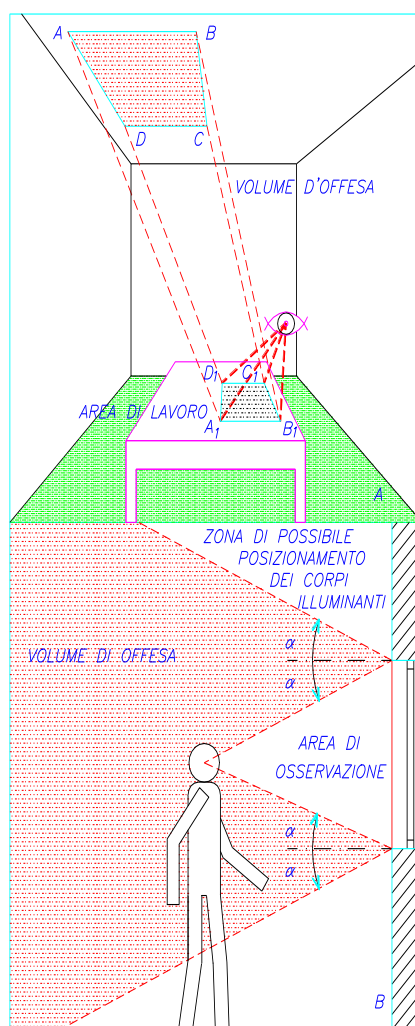 A
B
D
C
VOLUME D'OFFESA
D1
C1
AREA DI LAVORO
A1
B1
A
ZONA DI POSSIBILE
POSIZIONAMENTO
DEI CORPI
ILLUMINANTI
α
VOLUME DI OFFESA
α
AREA DI
OSSERVAZIONE
α
α
B